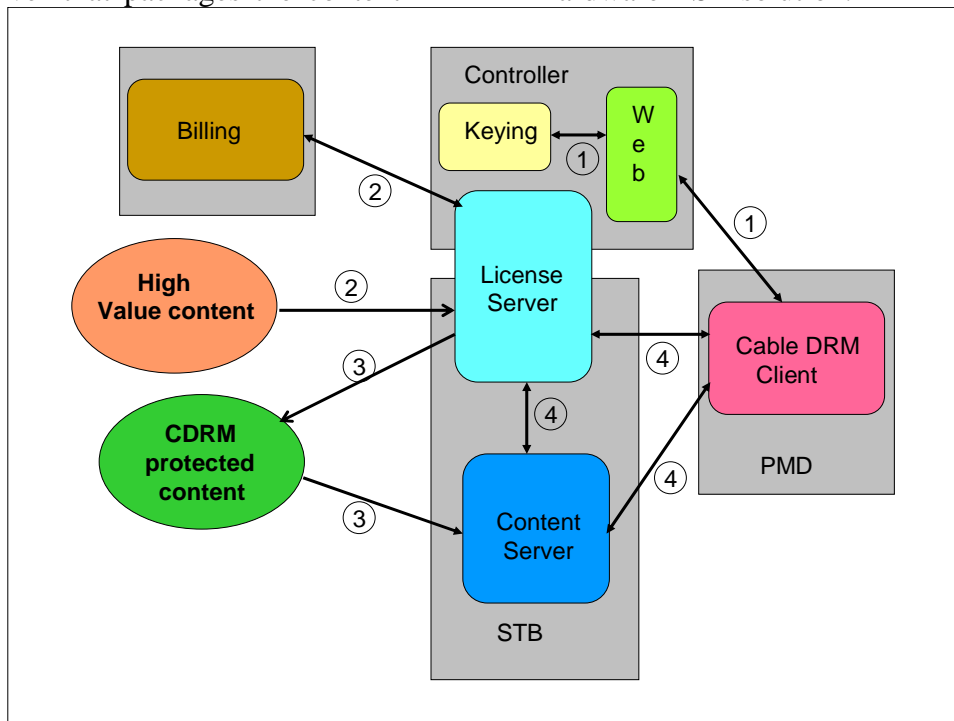 Controller
Billing
Keying
W
e
b
1
2
1
High
Value content
2
License
Server
3
4
Cable DRM
Client
4
CDRM
protected
content
PMD
4
3
Content
Server
STB